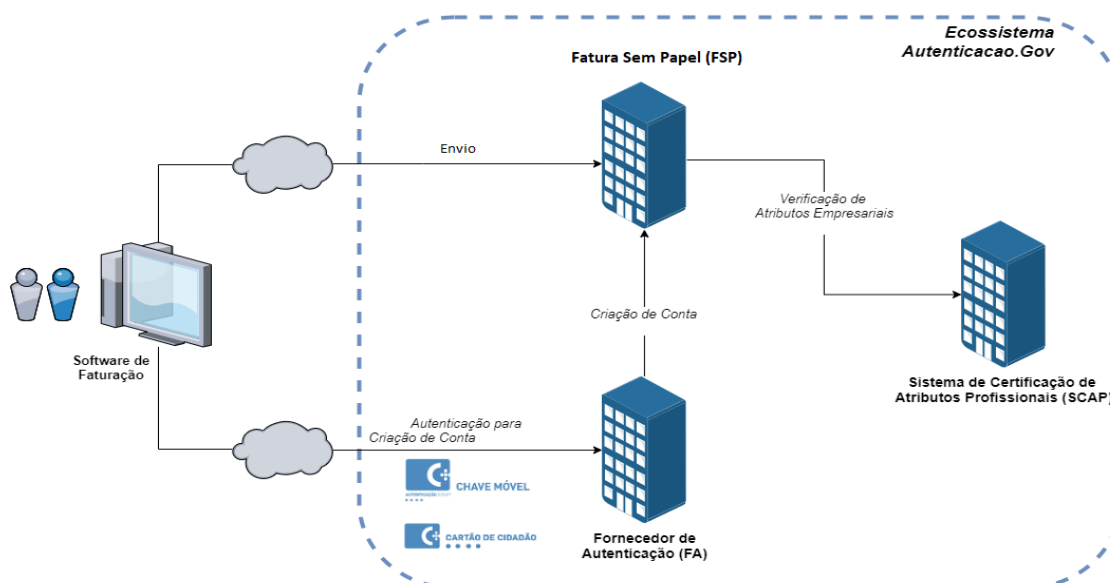 Ecossistema
Autenticacao.Gov
Fatura Sem Papel (FSP)
Envio
Verificação de
Atributos Empresariais
Criação de Conta
Software de
Faturação
Sistema de Certificação de
Atributos Profissionais (SCAP)
Autenticação para
Criação de Conta
CHAVE MÓVEL
CARTÃO DE CIDADÃO
Fornecedor de
Autenticação (FA)